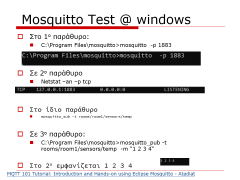 Mosquitto Test @ windows
Στο 1ο παράθυρο
C:\Program Files\mosquitto>mosquitto -p 1883
C:\Program Files\mosquitto>mosquitto -p 1883
Σε 2ο παράθυρο
Netstat -an -p tcp
TCP 127.0.0.1:1883 0.0.0.0:0 LISTENING
Στο ίδιο παράθυρο
mosquitto_sub -t rooms/room1/sensors/temp
Σε 3ο παράθυρο:
C:\Program Files\mosquitto>mosquitto_pub -t
rooms/room1/sensors/temp -m "1 2 3 4"
1 2 3 4
Στο 2ο εμφανίζεται 1 2 3 4
MQTT 101 Tutorial: Introduction and Hands-on using Eclipse Mosquitto - Aladiat